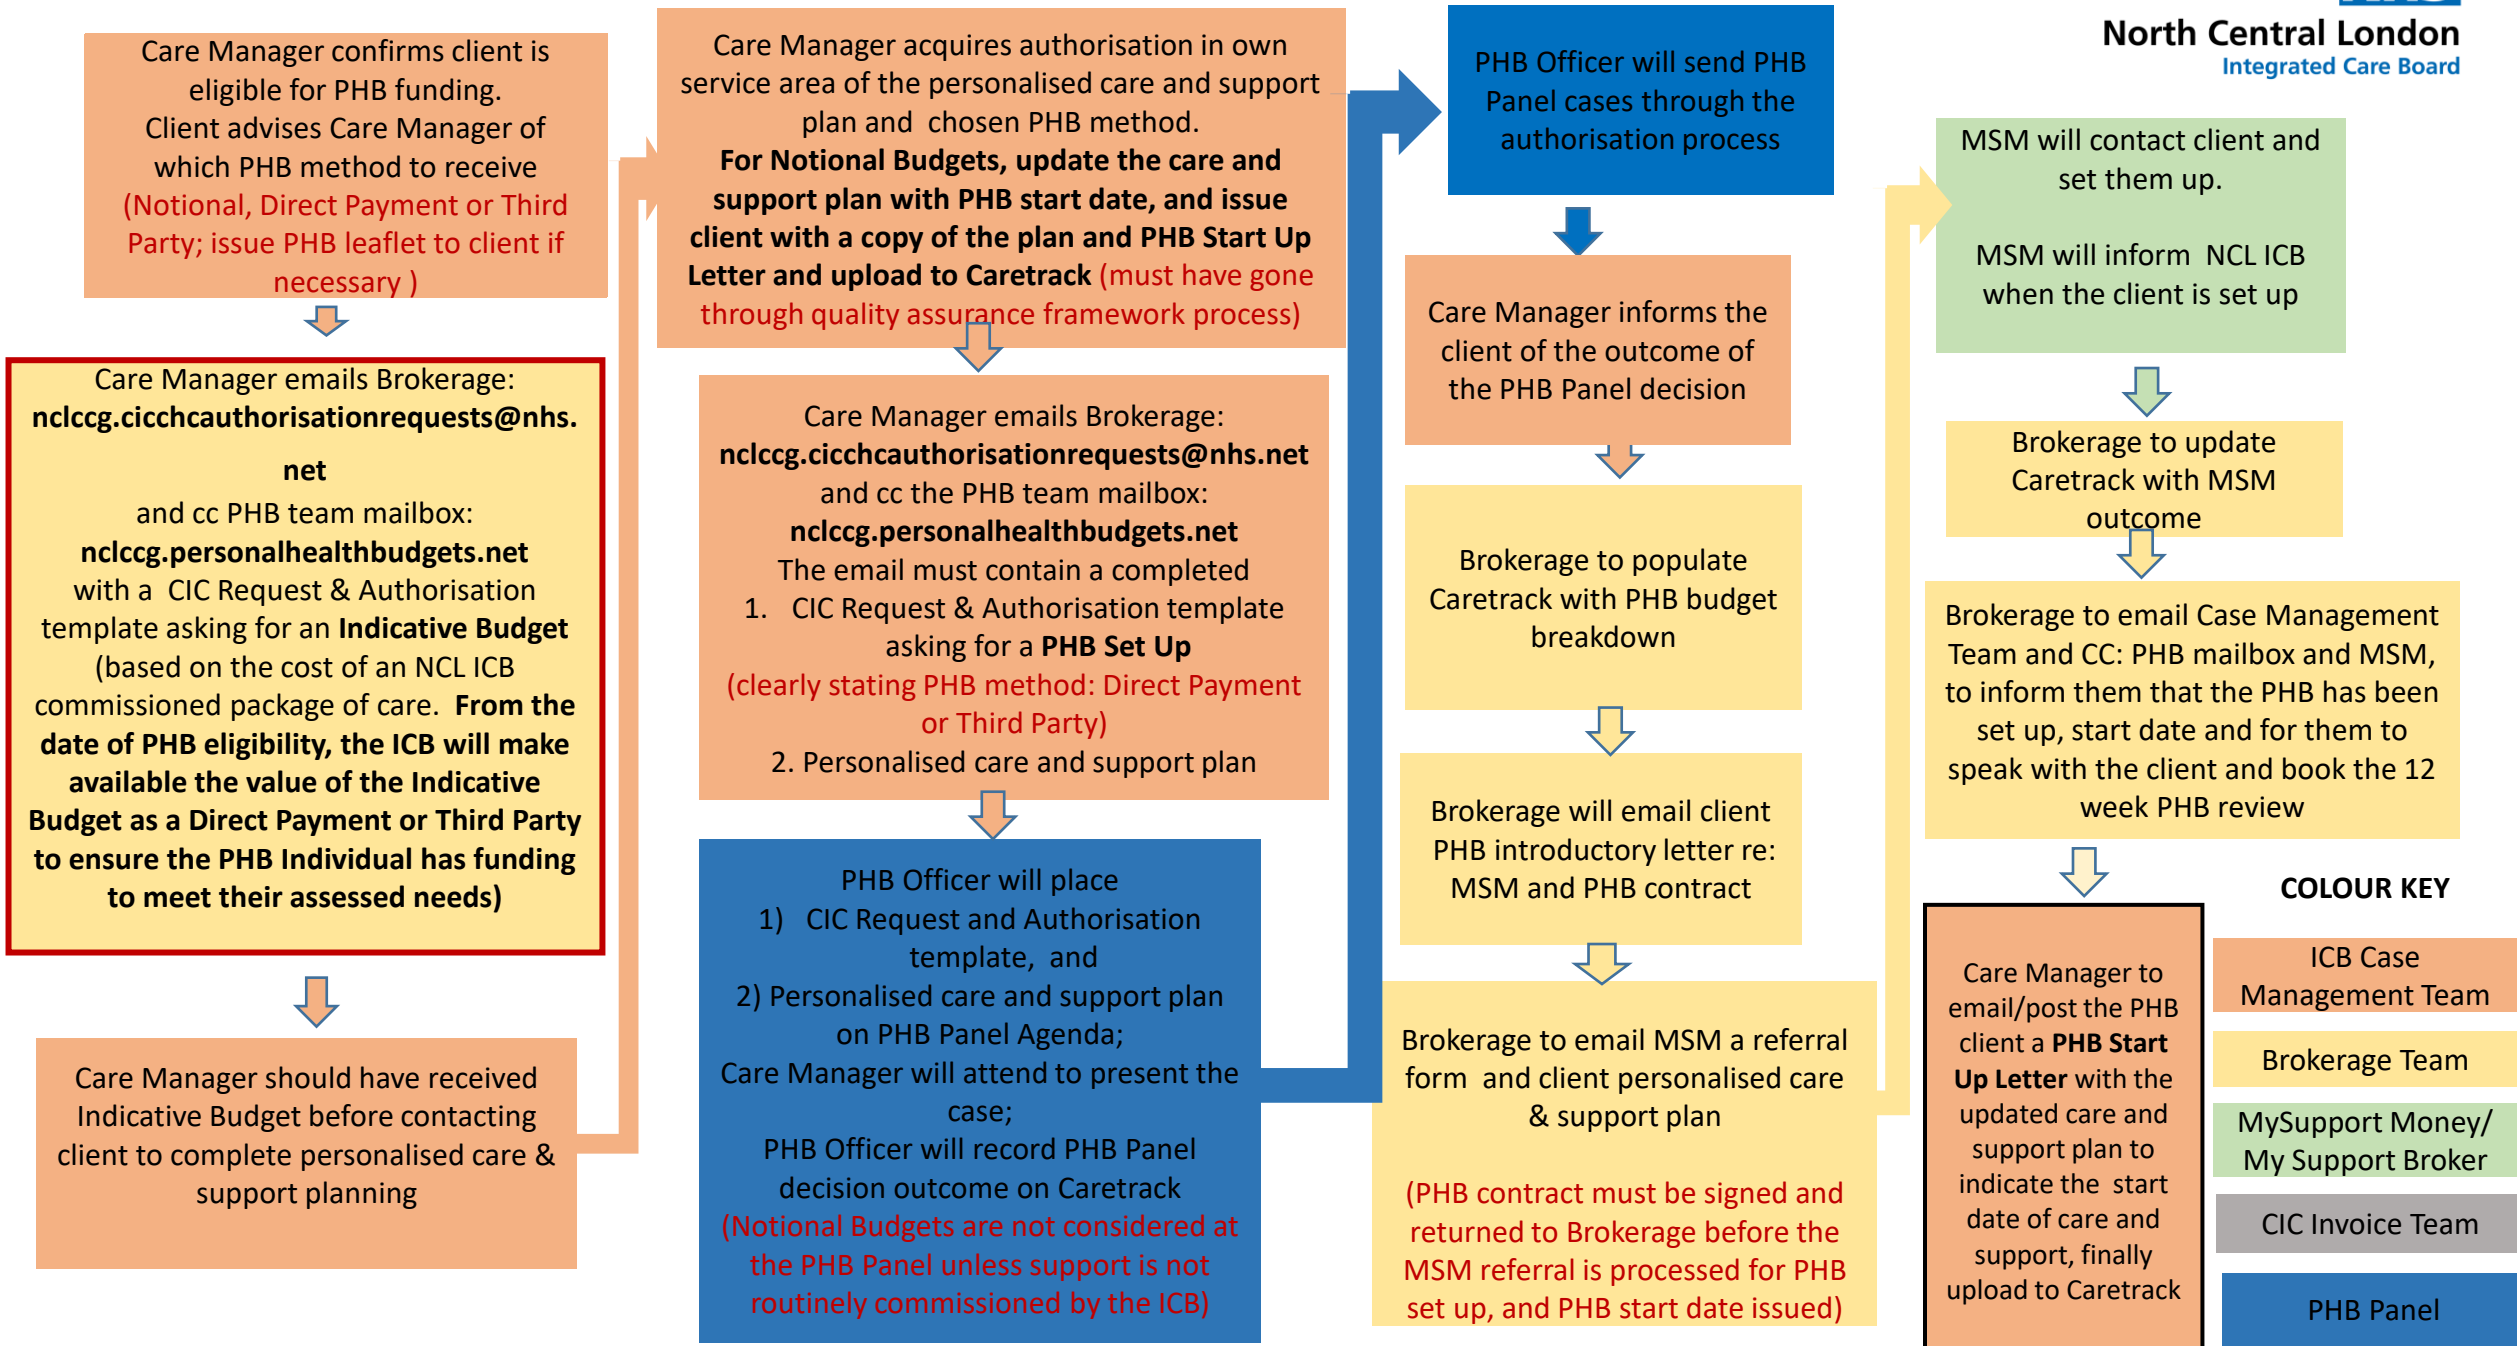 Care Manager confirms client is
eligible for PHB funding.
Client advises Care Manager of
which PHB method to receive
(Notional, Direct Payment or Third
Party; issue PHB leaflet to client if
necessary )
Care Manager emails Brokerage:
nclccg.cicchcauthorisationrequests@nhs.
net
and cc PHB team mailbox:
nclccg.personalhealthbudgets.net
with a CIC Request & Authorisation
template asking for an Indicative Budget
(based on the cost of an NCL ICB
commissioned package of care. From the
date of PHB eligibility, the ICB will make
available the value of the Indicative
Budget as a Direct Payment or Third Party
to ensure the PHB Individual has funding
to meet their assessed needs)
Care Manager should have received
Indicative Budget before contacting
client to complete personalised care &
support planning
Care Manager acquires authorisation in own
service area of the personalised care and support
plan and chosen PHB method.
For Notional Budgets, update the care and
support plan with PHB start date, and issue
client with a copy of the plan and PHB Start Up
Letter and upload to Caretrack (must have gone
through quality assurance framework process)
Care Manager emails Brokerage:
nclccg.cicchcauthorisationrequests@nhs.net
and cc the PHB team mailbox:
nclccg.personalhealthbudgets.net
The email must contain a completed
1. CIC Request & Authorisation template
asking for a PHB Set Up
(clearly stating PHB method: Direct Payment
or Third Party)
2. Personalised care and support plan
PHB Officer will place
1) CIC Request and Authorisation
template, and
2) Personalised care and support plan
on PHB Panel Agenda;
Care Manager will attend to present the
case;
PHB Officer will record PHB Panel
decision outcome on Caretrack
(Notional Budgets are not considered at
the PHB Panel unless support is not
routinely commissioned by the ICB)
PHB Officer will send PHB
Panel cases through the
authorisation process
Care Manager informs the
client of the outcome of
the PHB Panel decision
Brokerage to populate
Caretrack with PHB budget
breakdown
Brokerage will email client
PHB introductory letter re:
MSM and PHB contract
Brokerage to email MSM a referral
form and client personalised care
& support plan
(PHB contract must be signed and
returned to Brokerage before the
MSM referral is processed for PHB
set up, and PHB start date issued)
North Central London
Integrated Care Board
MSM will contact client and
set them up.
MSM will inform NCL ICB
when the client is set up
Brokerage to update
Caretrack with MSM
outcome
Brokerage to email Case Management
Team and CC: PHB mailbox and MSM,
to inform them that the PHB has been
set up, start date and for them to
speak with the client and book the 12
week PHB review
Care Manager to
email/post the PHB
client a PHB Start
Up Letter with the
updated care and
support plan to
indicate the start
date of care and
support, finally
upload to Caretrack
COLOUR KEY
ICB Case
Management Team
Brokerage Team
MySupport Money/
My Support Broker
CIC Invoice Team
PHB Panel